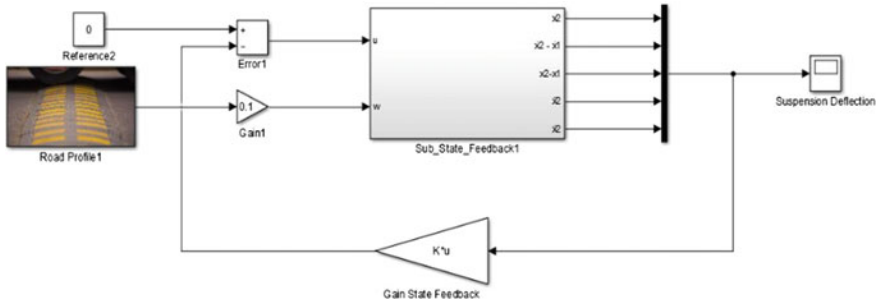 0
Reference2
+
−
Error1
Road Profile1
0.1
Gain1
u
w
x2
x2 - x1
x2-x1
x2
x2
Sub_State_Feedback1
Suspension Deflection
K*u
Gain State Feedback